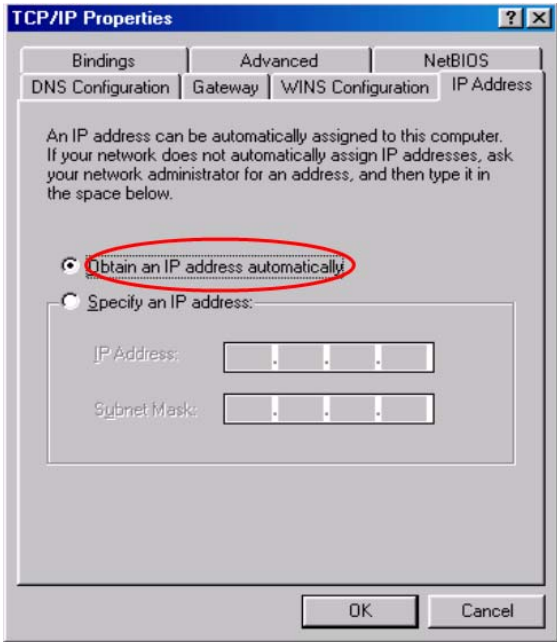 TCP/IP Properties
Bindings
Advanced
NetBIOS
DNS Configuration
Gateway
WINS Configuration
IP Address
An IP address can be automatically assigned to this computer.
If your network does not automatically assign IP addresses, ask
your network administrator for an address, and then type it in
the space below.
Obtain an IP address automatically
Specify an IP address:
IP Address:
Subnet Mask:
OK
Cancel